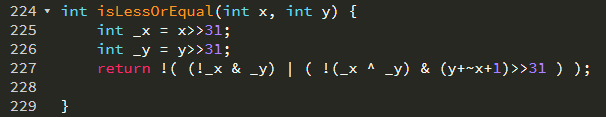 224 ▾ int isLessOrEqual(int x, int y) {
225 int _x = x>>31;
226 int _y = y>>31;
227 return !( (!_x & _y) | ( !(_x ^ _y) & (y+~x+1)>>31 ) );
228
229 }